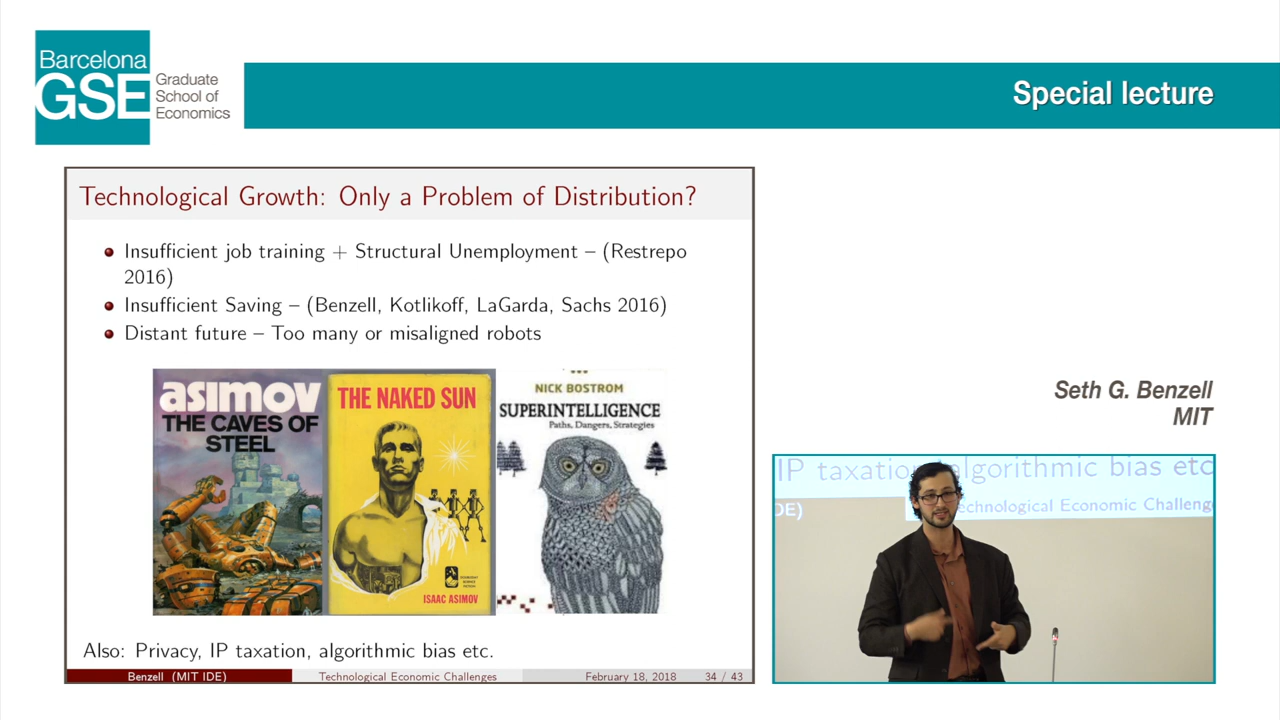 Barcelona
GSE
Graduate
School of
Economics
Special lecture
Technological Growth: Only a Problem of Distribution?
Insufficient job training + Structural Unemployment – (Restrepo
2016)
Insufficient Saving – (Benzell, Kotlikoff, LaGarda, Sachs 2016)
Distant future – Too many or misaligned robots
asimov
THE CAVES OF
STEEL
THE NAKED SUN
ISAAC ASIMOV
NICK BOSTROM
SUPERINTELLIGENCE
Paths, Dangers, Strategies
Also: Privacy, IP taxation, algorithmic bias etc.
Benzell (MIT IDE) Technological Economic Challenges February 18, 2018 34 / 43
Seth G. Benzell
MIT
IP taxation algorithmic bias etc
DE) echnological Economic Challeng